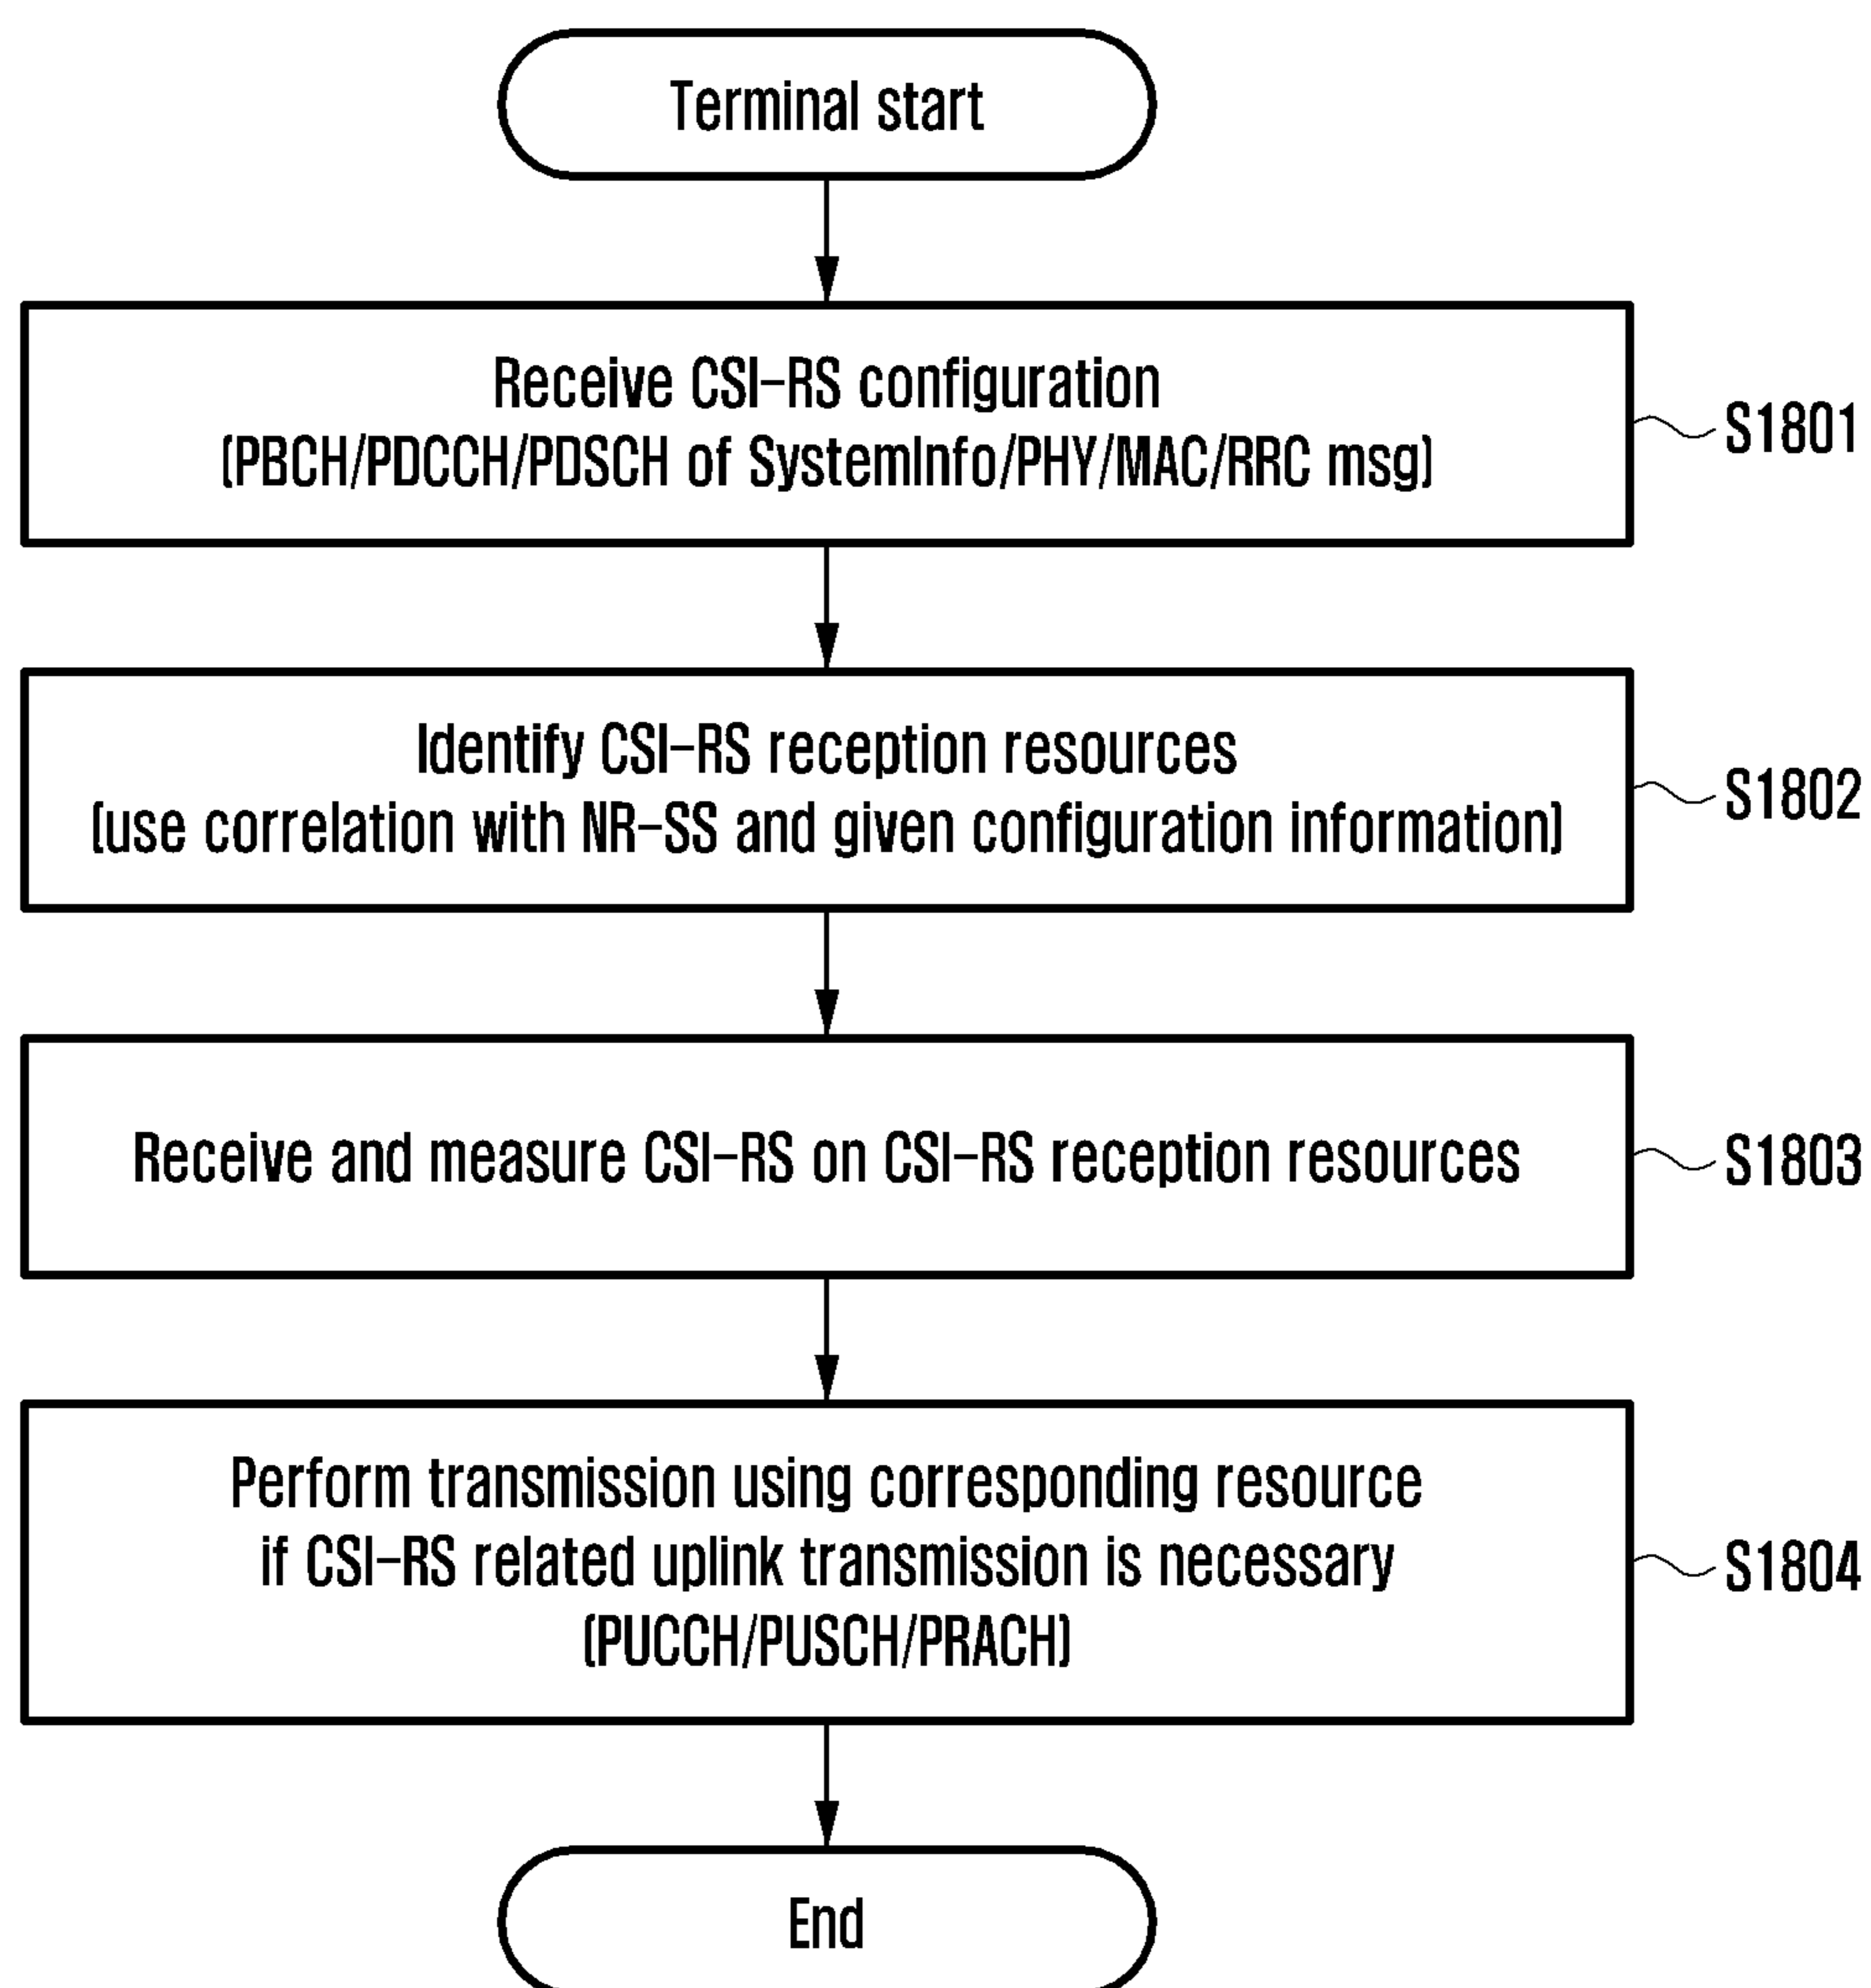 Terminal start
Receive CSI-RS configuration
(PBCH/PDCCH/PDSCH of SystemInfo/PHY/MAC/RRC msg)
S1801
Identify CSI-RS reception resources
(use correlation with NR-SS and given configuration information)
S1802
Receive and measure CSI-RS on CSI-RS reception resources
S1803
Perform transmission using corresponding resource
if CSI-RS related uplink transmission is necessary
(PUCCH/PUSCH/PRACH)
S1804
End